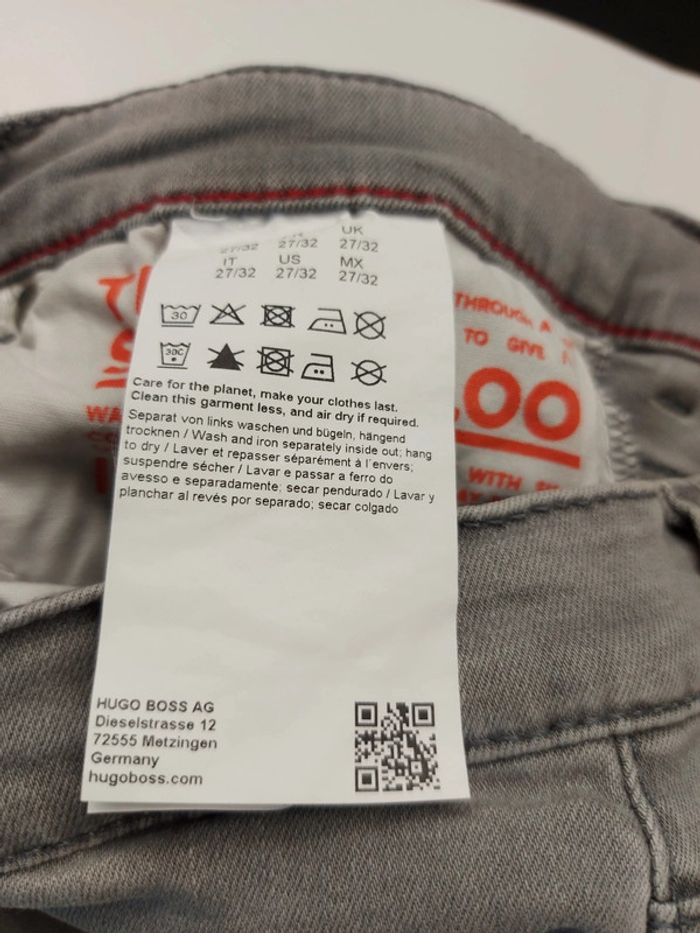 UK
27/32 27/32 27/32
IT US MX
27/32 27/32 27/32
30
30C
Care for the planet, make your clothes last.
Clean this garment less, and air dry if required.
Separat von links waschen und bügeln, hängend
trocknen / Wash and iron separately inside out; hang
to dry / Laver et repasser séparément à l'envers;
suspendre sécher / Lavar e passar a ferro do
avesso e separadamente; secar pendurado / Lavar y
planchar al revés por separado; secar colgado
HUGO BOSS AG
Dieselstrasse 12
72555 Metzingen
Germany
hugoboss.com
THROUGH A
TO GIVE
OO
WITH